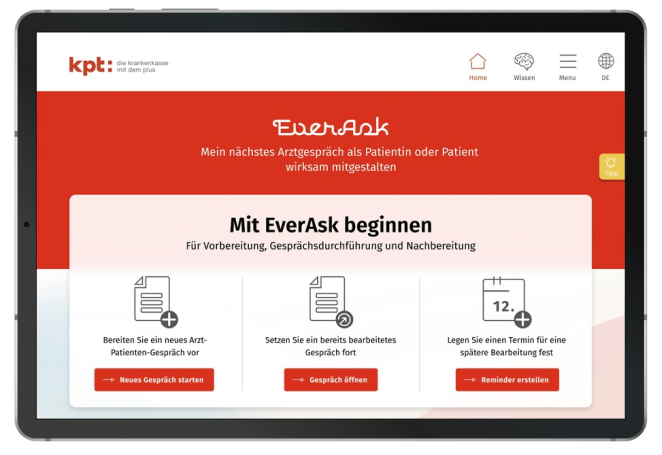 kpt: die krankenkasse
mit dem plus
Home
Wissen
Menu
DE
EverAsk
Mein nächstes Arztgespräch als Patientin oder Patient
wirksam mitgestalten
Tipp
Mit EverAsk beginnen
Für Vorbereitung, Gesprächsdurchführung und Nachbereitung
12.
Bereiten Sie ein neues Arzt-
Patienten-Gespräch vor
Setzen Sie ein bereits bearbeitetes
Gespräch fort
Legen Sie einen Termin für eine
spätere Bearbeitung fest
Neues Gespräch starten
Gespräch öffnen
Reminder erstellen